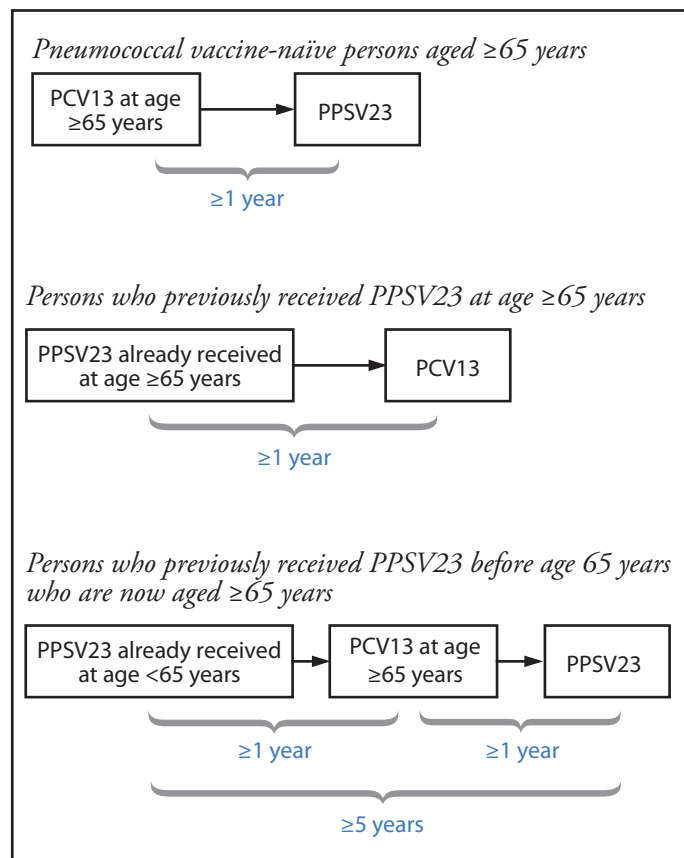 Pneumococcal vaccine-naïve persons aged ≥65 years
PCV13 at age
≥65 years
PPSV23
≥1 year
Persons who previously received PPSV23 at age ≥65 years
PPSV23 already received
at age ≥65 years
PCV13
≥1 year
Persons who previously received PPSV23 before age 65 years
who are now aged ≥65 years
PPSV23 already received
at age <65 years
PCV13 at age
≥65 years
PPSV23
≥1 year
≥1 year
≥5 years